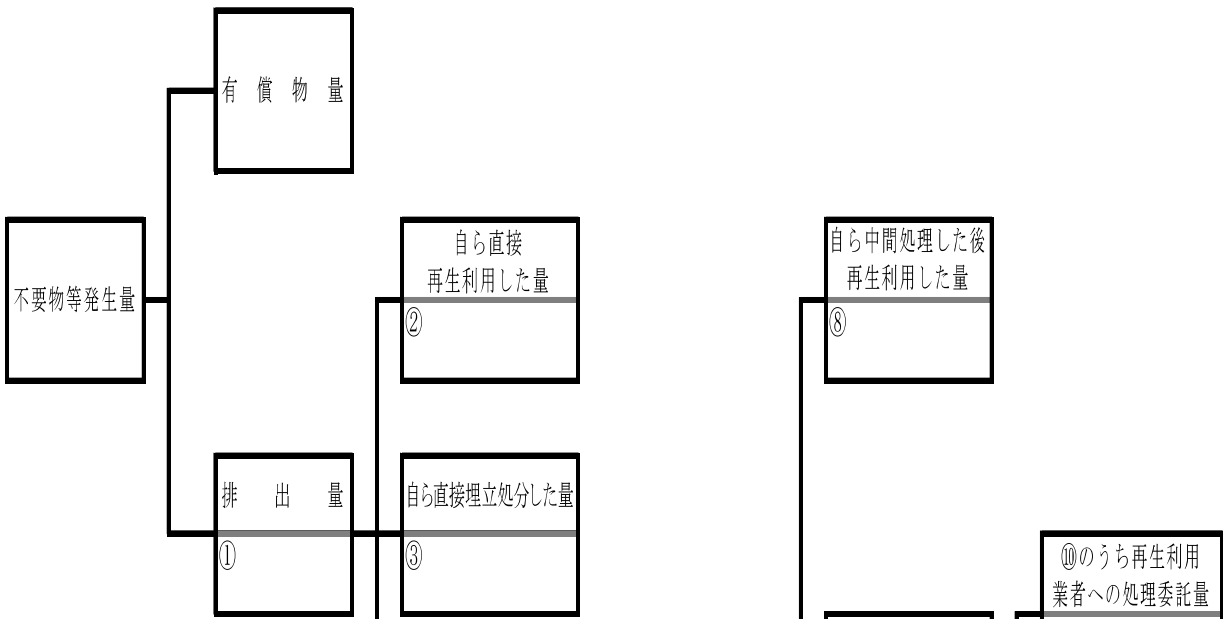 有償物量
自ら直接
再生利用した量
②
自ら中間処理した後
再生利用した量
⑧
不要物等発生量
排出量
①
自ら直接埋立処分した量
③
⑩のうち再生利用
業者への処理委託量